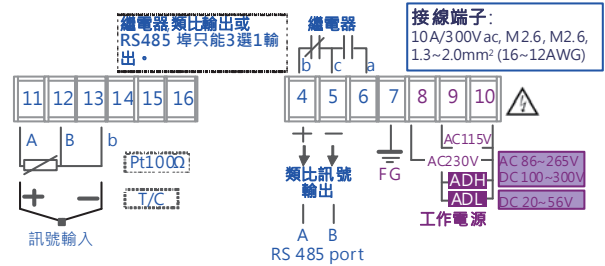 繼電器類比輸出或
RS485 埠只能3選1輸
出。
繼電器
b c a
接線端子:
10A/300Vac, M2.6, M2.6,
1.3~2.0mm² (16~12AWG)
11 12 13 14 15 16
4 5 6 7 8 9 10
A B b
Pt100Ω
T/C
訊號輸入
類比訊號
輸出
A B
RS 485 port
FG
AC115V
AC230V
AC 86~265V
DC 100~300V
ADH
ADL
DC 20~56V
工作電源